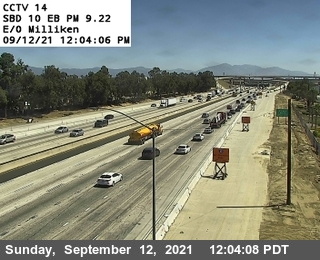 CCTV 14
SBD 10 EB PM 9.22
E/O Milliken
09/12/21 12:04:06 PM
Sunday, September 12, 2021 12:04:08 PDT